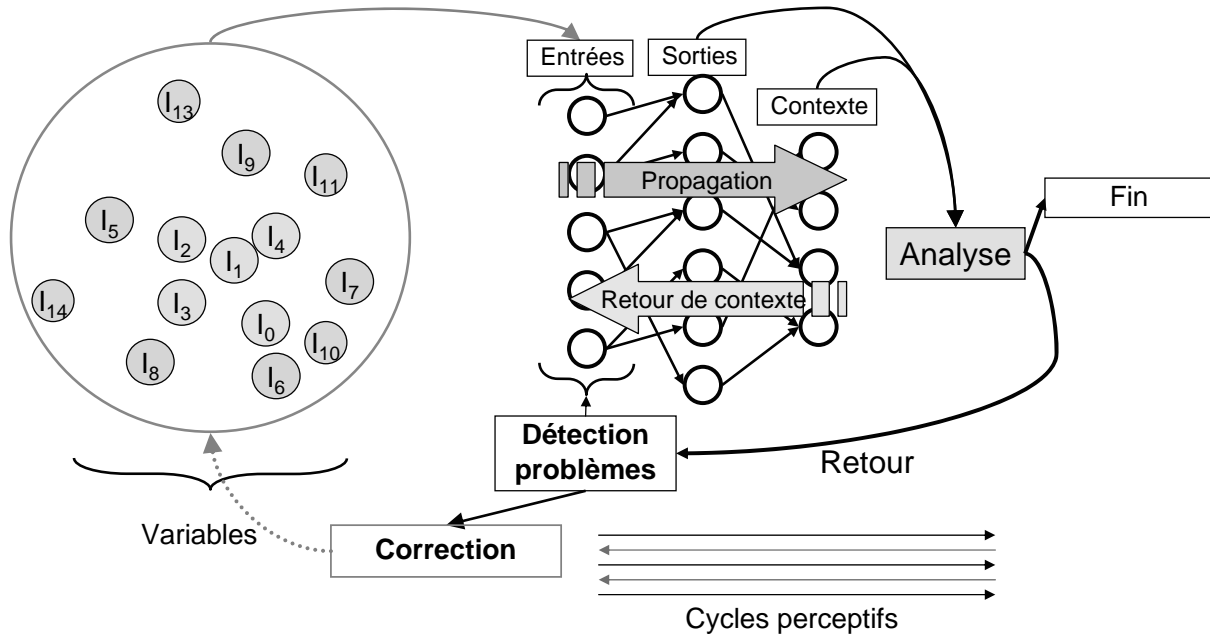 Entrées
Sorties
Contexte
I13
I9
I11
I5
I2
I4
I1
I7
I14
I3
I0
I10
I8
I6
Propagation
Retour de contexte
Analyse
Fin
Détection
problèmes
Retour
Variables
Correction
Cycles perceptifs